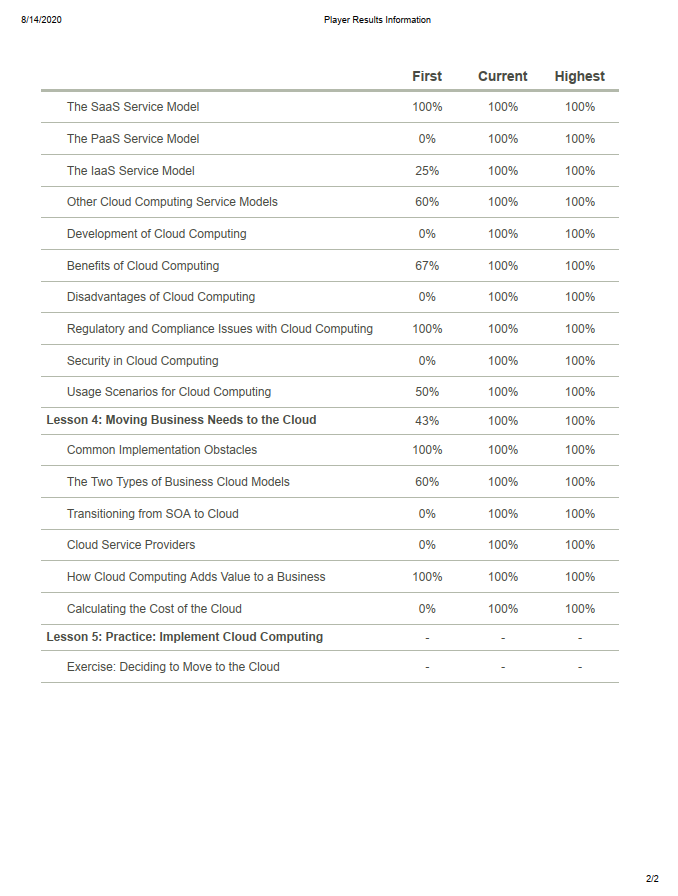 8/14/2020 Player Results Information
First Current Highest
The SaaS Service Model 100% 100% 100%
The PaaS Service Model 0% 100% 100%
The IaaS Service Model 25% 100% 100%
Other Cloud Computing Service Models 60% 100% 100%
Development of Cloud Computing 0% 100% 100%
Benefits of Cloud Computing 67% 100% 100%
Disadvantages of Cloud Computing 0% 100% 100%
Regulatory and Compliance Issues with Cloud Computing 100% 100% 100%
Security in Cloud Computing 0% 100% 100%
Usage Scenarios for Cloud Computing 50% 100% 100%
Lesson 4: Moving Business Needs to the Cloud 43% 100% 100%
Common Implementation Obstacles 100% 100% 100%
The Two Types of Business Cloud Models 60% 100% 100%
Transitioning from SOA to Cloud 0% 100% 100%
Cloud Service Providers 0% 100% 100%
How Cloud Computing Adds Value to a Business 100% 100% 100%
Calculating the Cost of the Cloud 0% 100% 100%
Lesson 5: Practice: Implement Cloud Computing - - -
Exercise: Deciding to Move to the Cloud - - -
2/2